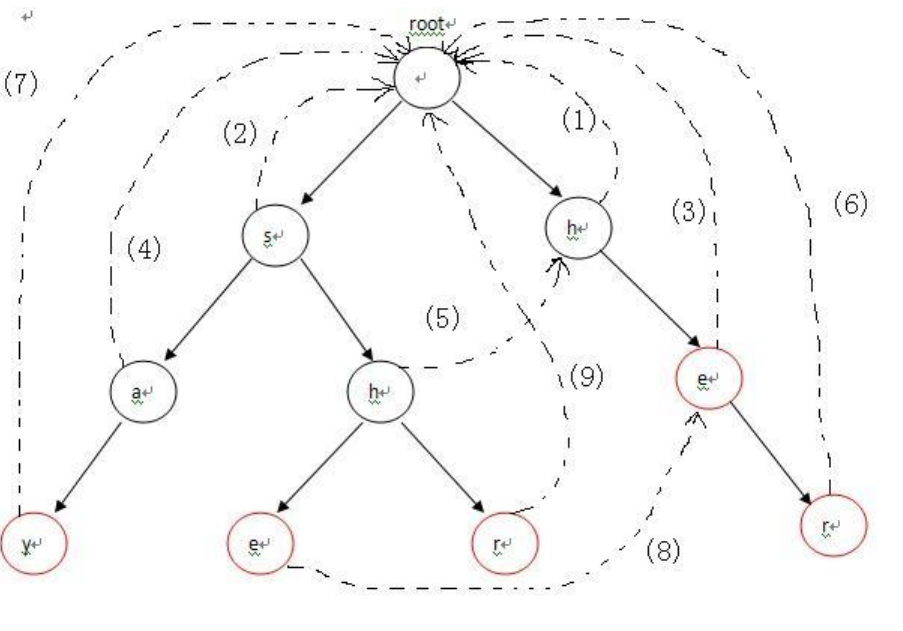 root
(7)
(2)
(1)
(6)
(3)
s
h
(4)
(5)
(9)
a
h
e
y
e
r
r
(8)